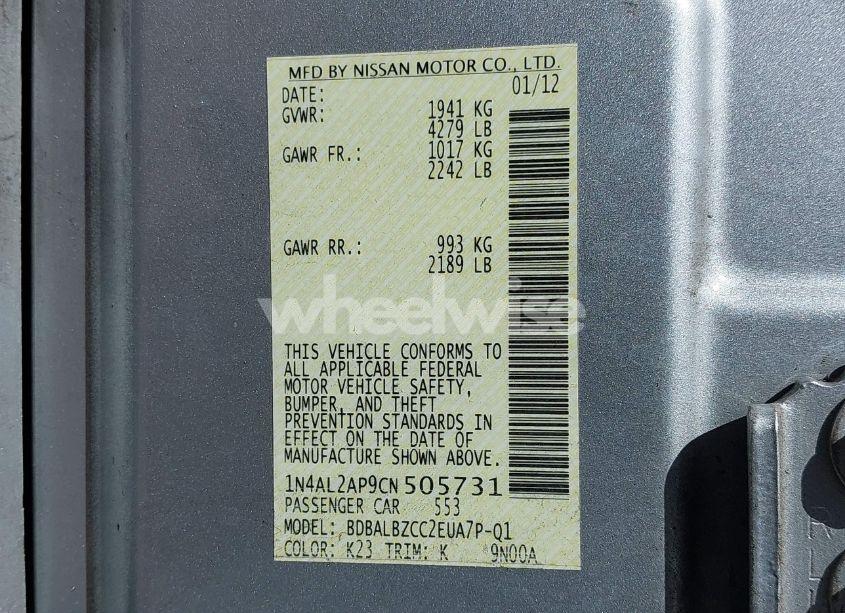 MFD BY NISSAN MOTOR CO., LTD.
DATE: 01/12
GVWR: 1941 KG
4279 LB
GAWR FR.: 1017 KG
2242 LB
GAWR RR.: 993 KG
2189 LB
wheelwise
THIS VEHICLE CONFORMS TO
ALL APPLICABLE FEDERAL
MOTOR VEHICLE SAFETY,
BUMPER, AND THEFT
PREVENTION STANDARDS IN
EFFECT ON THE DATE OF
MANUFACTURE SHOWN ABOVE.
1N4AL2AP9CN505731
PASSENGER CAR 553
MODEL: BDBALBZCC2EUA7P-Q1
COLOR: K23 TRIM: K 9N00A